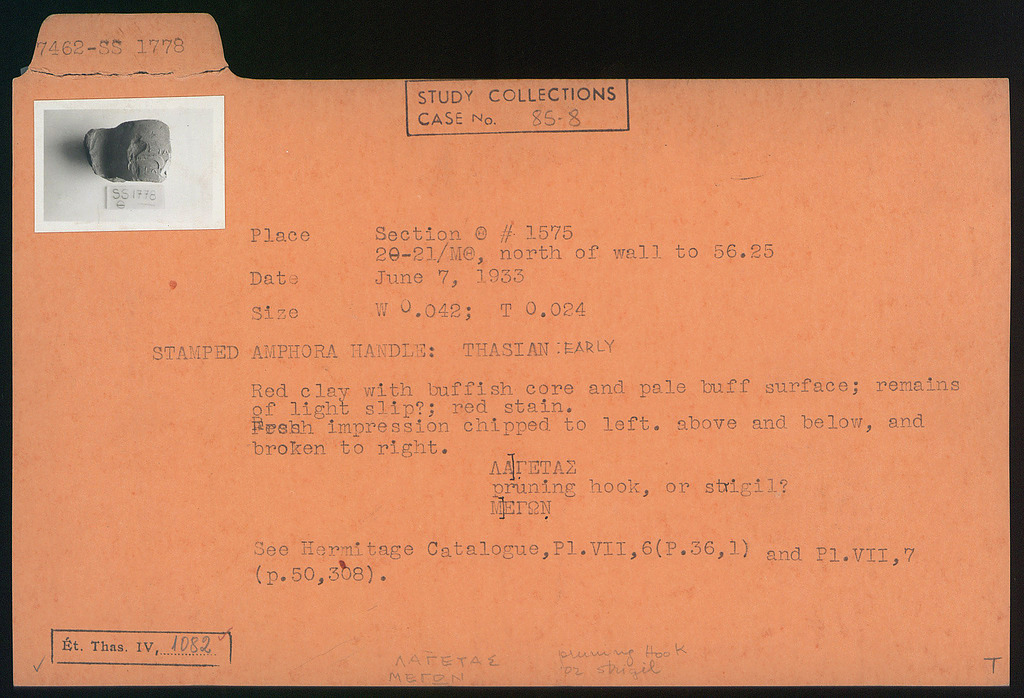 7462-SS 1778
STUDY COLLECTIONS
CASE No. 85-8
SS 1778
Θ
Place Section Θ # 1575
20-21/ΜΘ, north of wall to 56.25
Date June 7, 1933
Size W 0.042; T 0.024
STAMPED AMPHORA HANDLE: THASIAN : EARLY
Red clay with buffish core and pale buff surface; remains
of light slip?; red stain.
Fresh impression chipped to left. above and below, and
broken to right.
ΛΑ]ΓΕΤΑΣ
pruning hook, or strigil?
Μ]ΕΓΩΝ
See Hermitage Catalogue,Pl.VII,6(P.36,1) and Pl.VII,7
(p.50,308).
Ét. Thas. IV, 1082
ΛΑΓΕΤΑΣ pruning Hook
ΜΕΓΩΝ or strigil
T